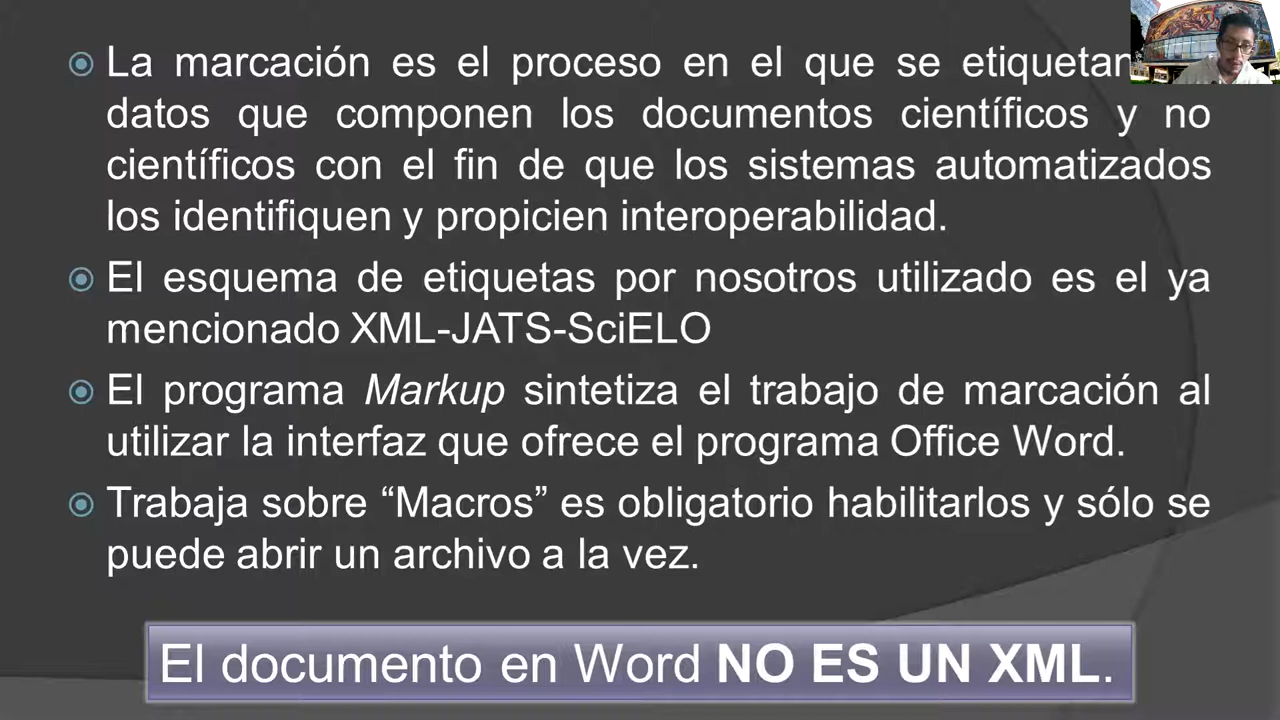 La marcación es el proceso en el que se etiquetan
datos que componen los documentos científicos y no
científicos con el fin de que los sistemas automatizados
los identifiquen y propicien interoperabilidad.
El esquema de etiquetas por nosotros utilizado es el ya
mencionado XML-JATS-SciELO
El programa Markup sintetiza el trabajo de marcación al
utilizar la interfaz que ofrece el programa Office Word.
Trabaja sobre “Macros” es obligatorio habilitarlos y sólo se
puede abrir un archivo a la vez.
El documento en Word NO ES UN XML.